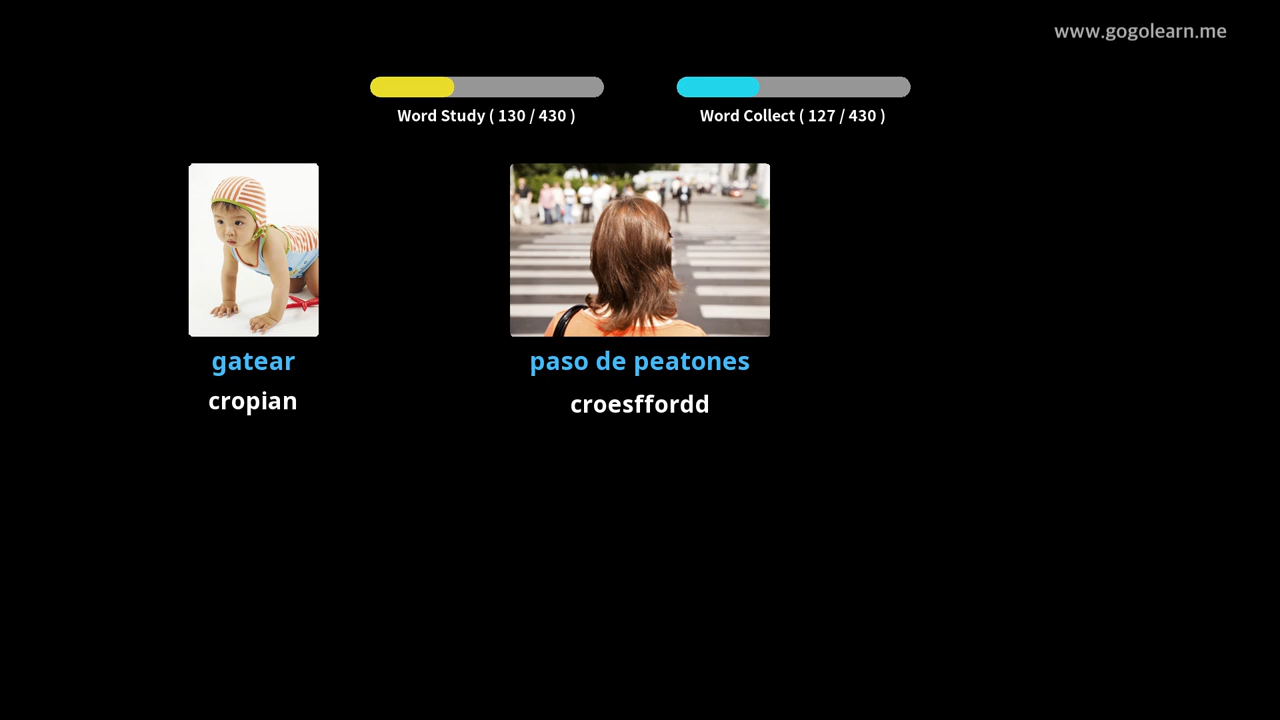 www.gogolearn.me
Word Study ( 130 / 430 )
Word Collect ( 127 / 430 )
gatear
cropian
paso de peatones
croesffordd